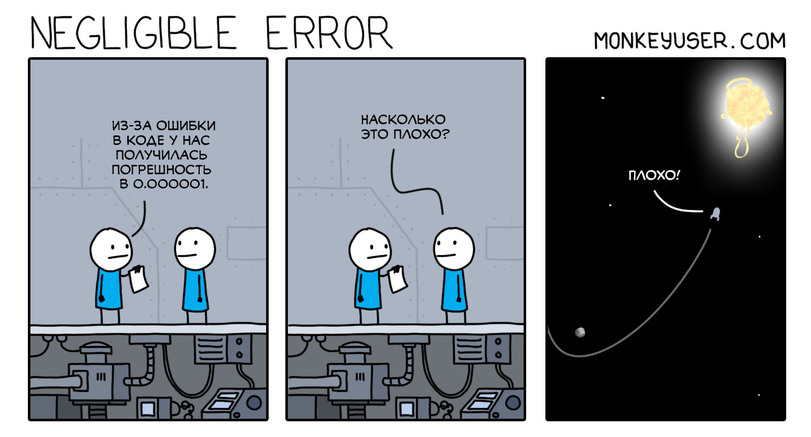 NEGLIGIBLE ERROR
MONKEYUSER.COM
ИЗ-ЗА ОШИБКИ
В КОДЕ У НАС
ПОЛУЧИЛАСЬ
ПОГРЕШНОСТЬ
В 0.000001.
НАСКОЛЬКО
ЭТО ПЛОХО?
ПЛОХО!